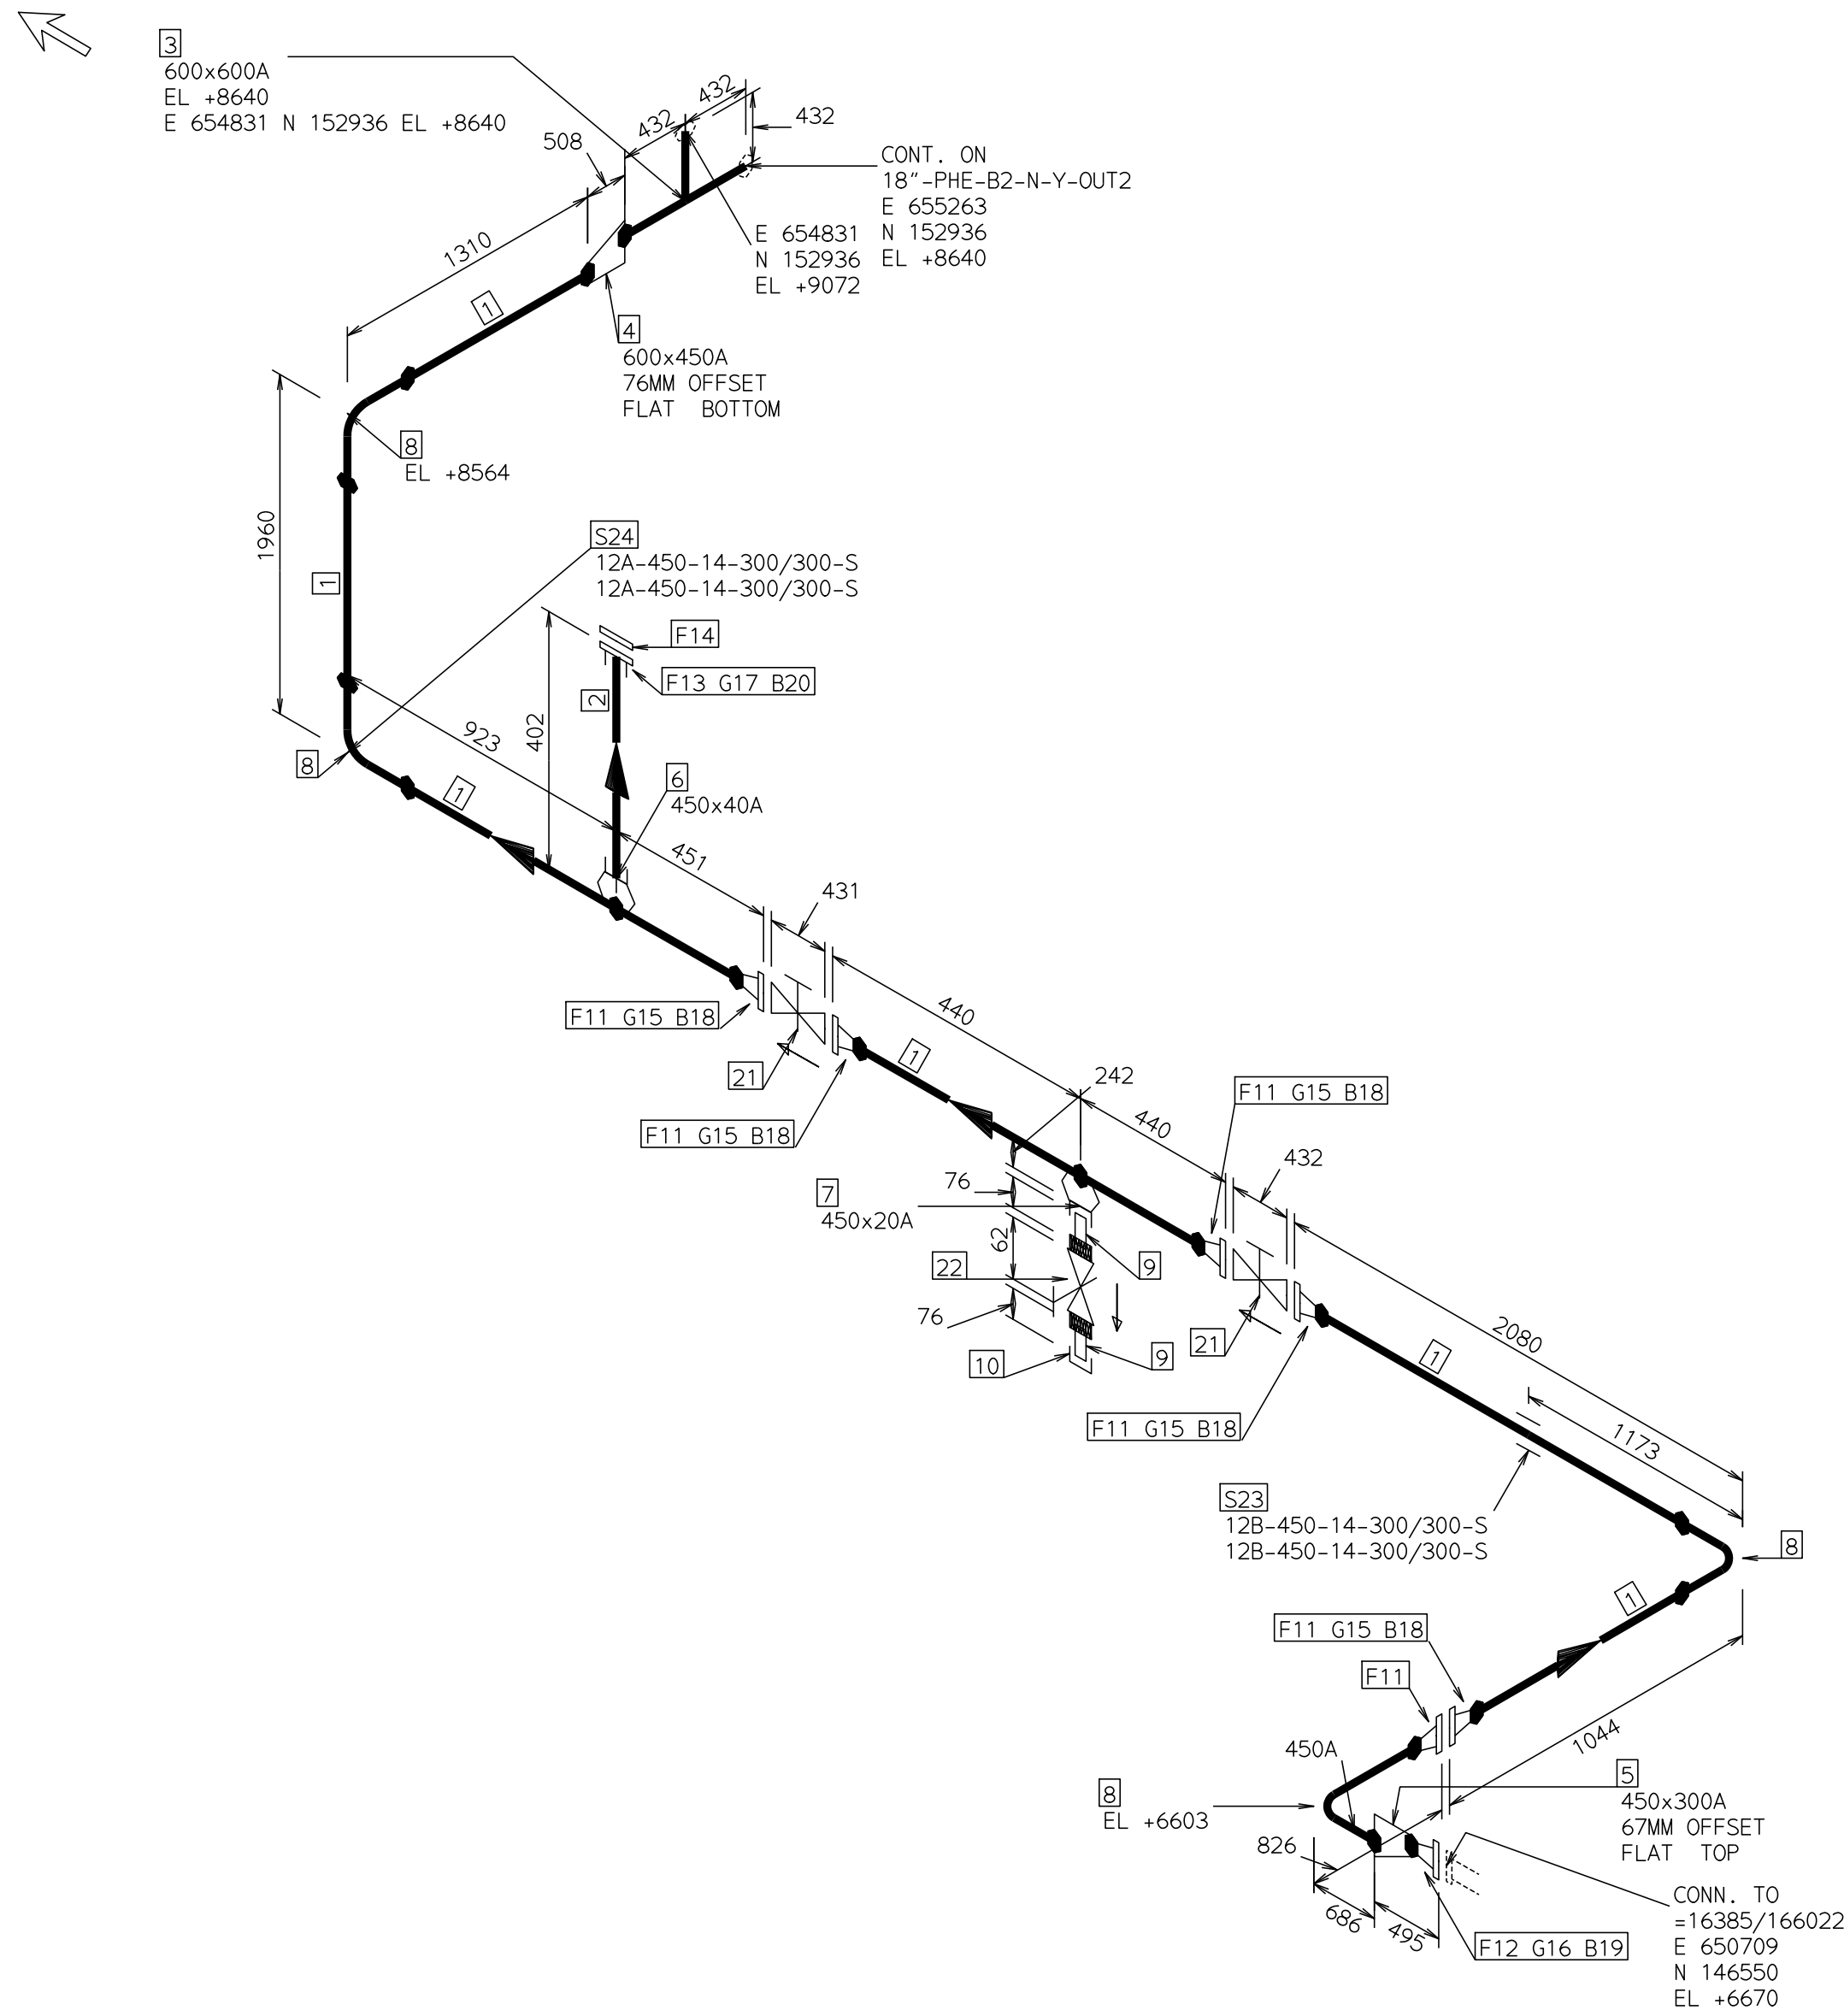 3
600x600A
EL +8640
E 654831 N 152936 EL +8640
432
432
432
508
CONT. ON
18"-PHE-B2-N-Y-OUT2
E 655263
N 152936
EL +8640
E 654831
N 152936
EL +9072
1310
1
4
600x450A
76MM OFFSET
FLAT BOTTOM
8
EL +8564
1960
1
S24
12A-450-14-300/300-S
12A-450-14-300/300-S
F14
F13 G17 B20
2
402
923
8
1
6
450x40A
451
431
F11 G15 B18
21
440
1
F11 G15 B18
242
F11 G15 B18
440
432
76
7
450x20A
62
22
9
76
10
9
21
2080
1
F11 G15 B18
1173
S23
12B-450-14-300/300-S
12B-450-14-300/300-S
8
1
F11 G15 B18
F11
1044
450A
8
EL +6603
5
450x300A
67MM OFFSET
FLAT TOP
826
686
495
F12 G16 B19
CONN. TO
=16385/166022
E 650709
N 146550
EL +6670